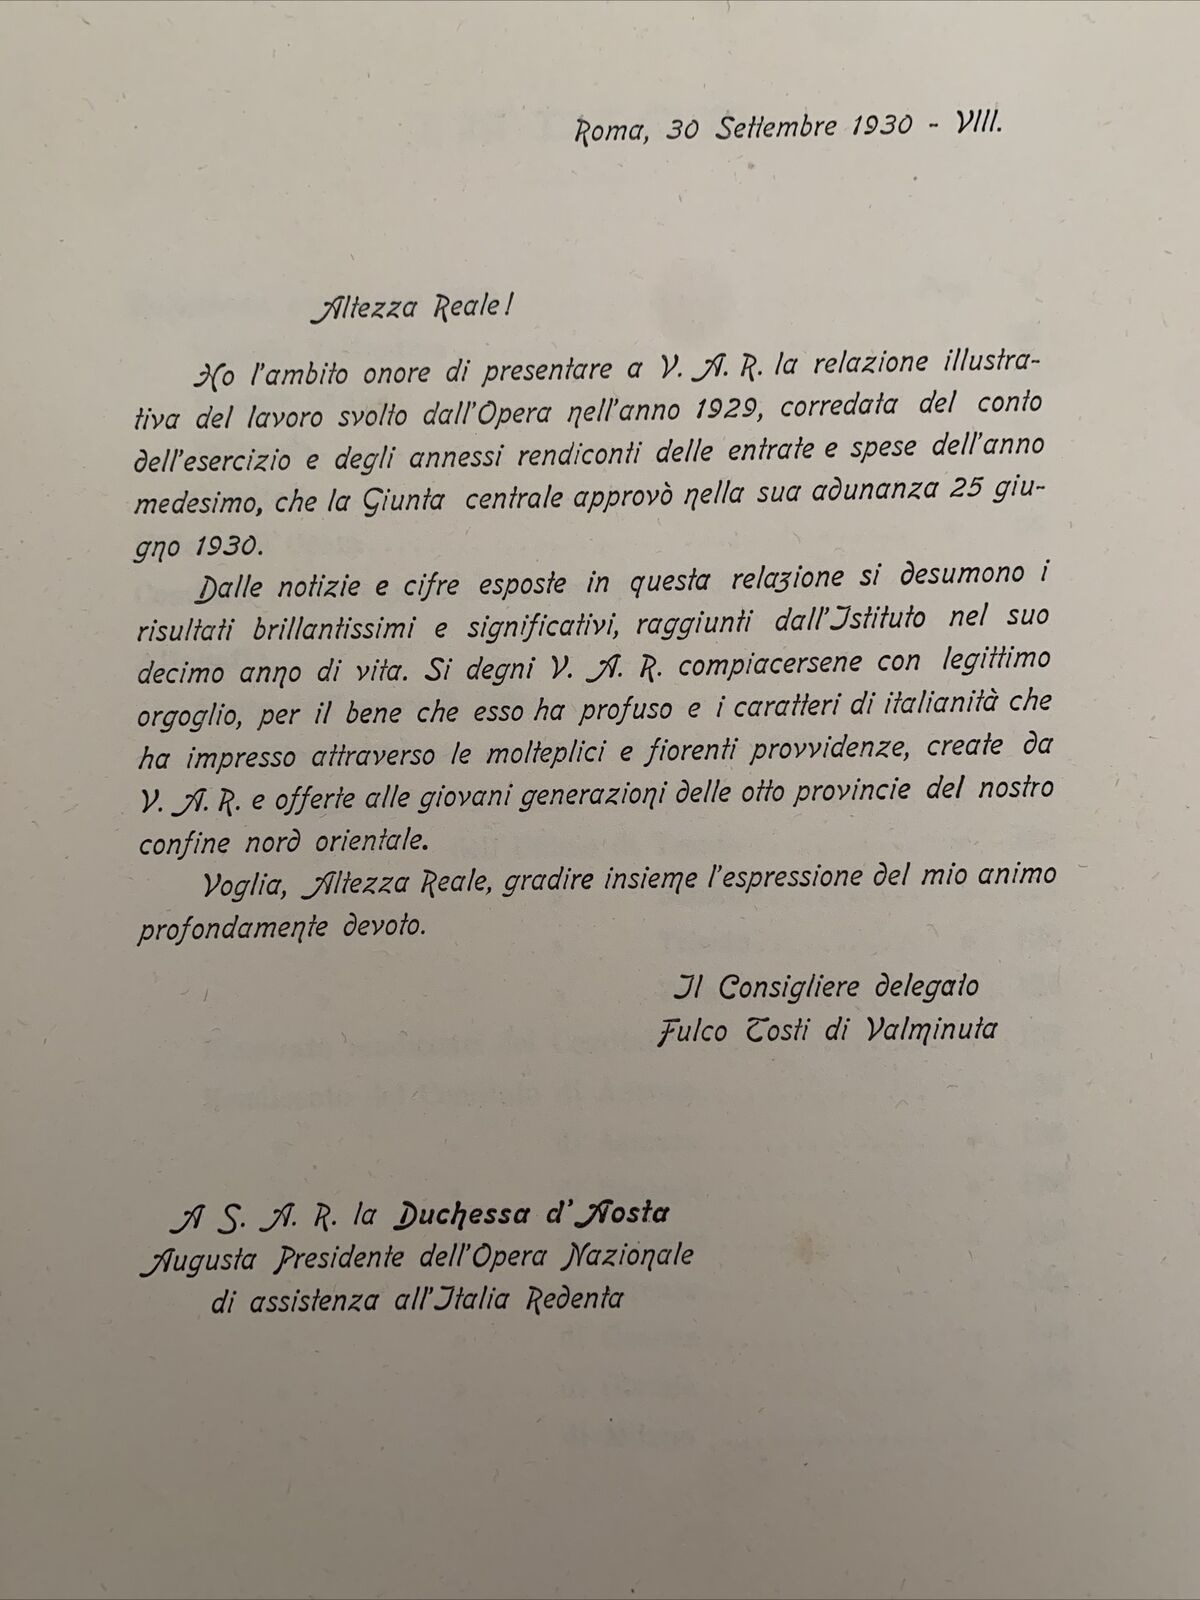 Roma, 30 Settembre 1930 - VIII.
Altezza Reale!
Ho l'ambito onore di presentare a V. A. R. la relazione illustra-
tiva del lavoro svolto dall'Opera nell'anno 1929, corredata del conto
dell'esercizio e degli annessi rendiconti delle entrate e spese dell'anno
medesimo, che la Giunta centrale approvò nella sua adunanza 25 giu-
gno 1930.
Dalle notizie e cifre esposte in questa relazione si desumono i
risultati brillantissimi e significativi, raggiunti dall'Istituto nel suo
decimo anno di vita. Si degni V. A. R. compiacersene con legittimo
orgoglio, per il bene che esso ha profuso e i caratteri di italianità che
ha impresso attraverso le molteplici e fiorenti provvidenze, create da
V. A. R. e offerte alle giovani generazioni delle otto provincie del nostro
confine nord orientale.
Voglia, Altezza Reale, gradire insieme l'espressione del mio animo
profondamente devoto.
Il Consigliere delegato
Fulco Tosti di Valminuta
A S. A. R. la Duchessa d'Aosta
Augusta Presidente dell'Opera Nazionale
di assistenza all'Italia Redenta